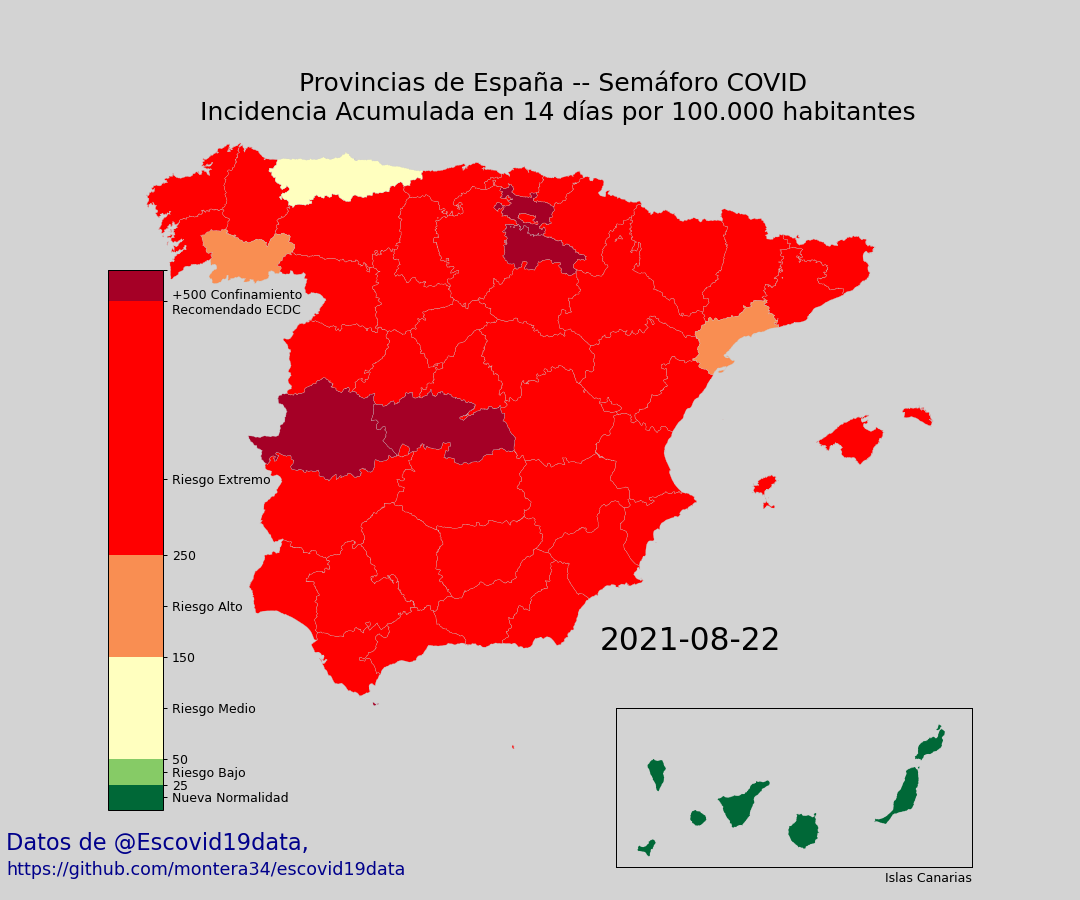 Provincias de España -- Semáforo COVID
Incidencia Acumulada en 14 días por 100.000 habitantes
+500 Confinamiento
Recomendado ECDC
Riesgo Extremo
250
Riesgo Alto
150
Riesgo Medio
50
Riesgo Bajo
25
Nueva Normalidad
2021-08-22
Islas Canarias
Datos de @Escovid19data,
https://github.com/montera34/escovid19data